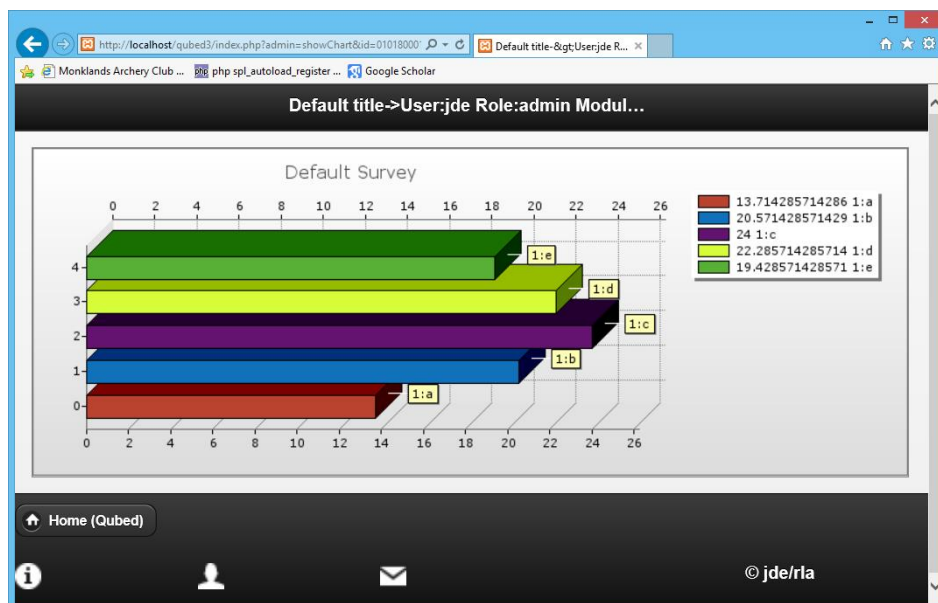 http://localhost/qubed3/index.php?admin=showChart&id=01018000
Default title-&gt;User:jde R...
Monklands Archery Club ...
php spl_autoload_register ...
Google Scholar
Default title->User:jde Role:admin Modul...
Default Survey
0 2 4 6 8 10 12 14 16 18 20 22 24 26
13.714285714286 1:a
20.571428571429 1:b
24 1:c
22.285714285714 1:d
19.428571428571 1:e
4
1:e
3
1:d
2
1:c
1
1:b
0
1:a
0 2 4 6 8 10 12 14 16 18 20 22 24 26
Home (Qubed)
© jde/rla